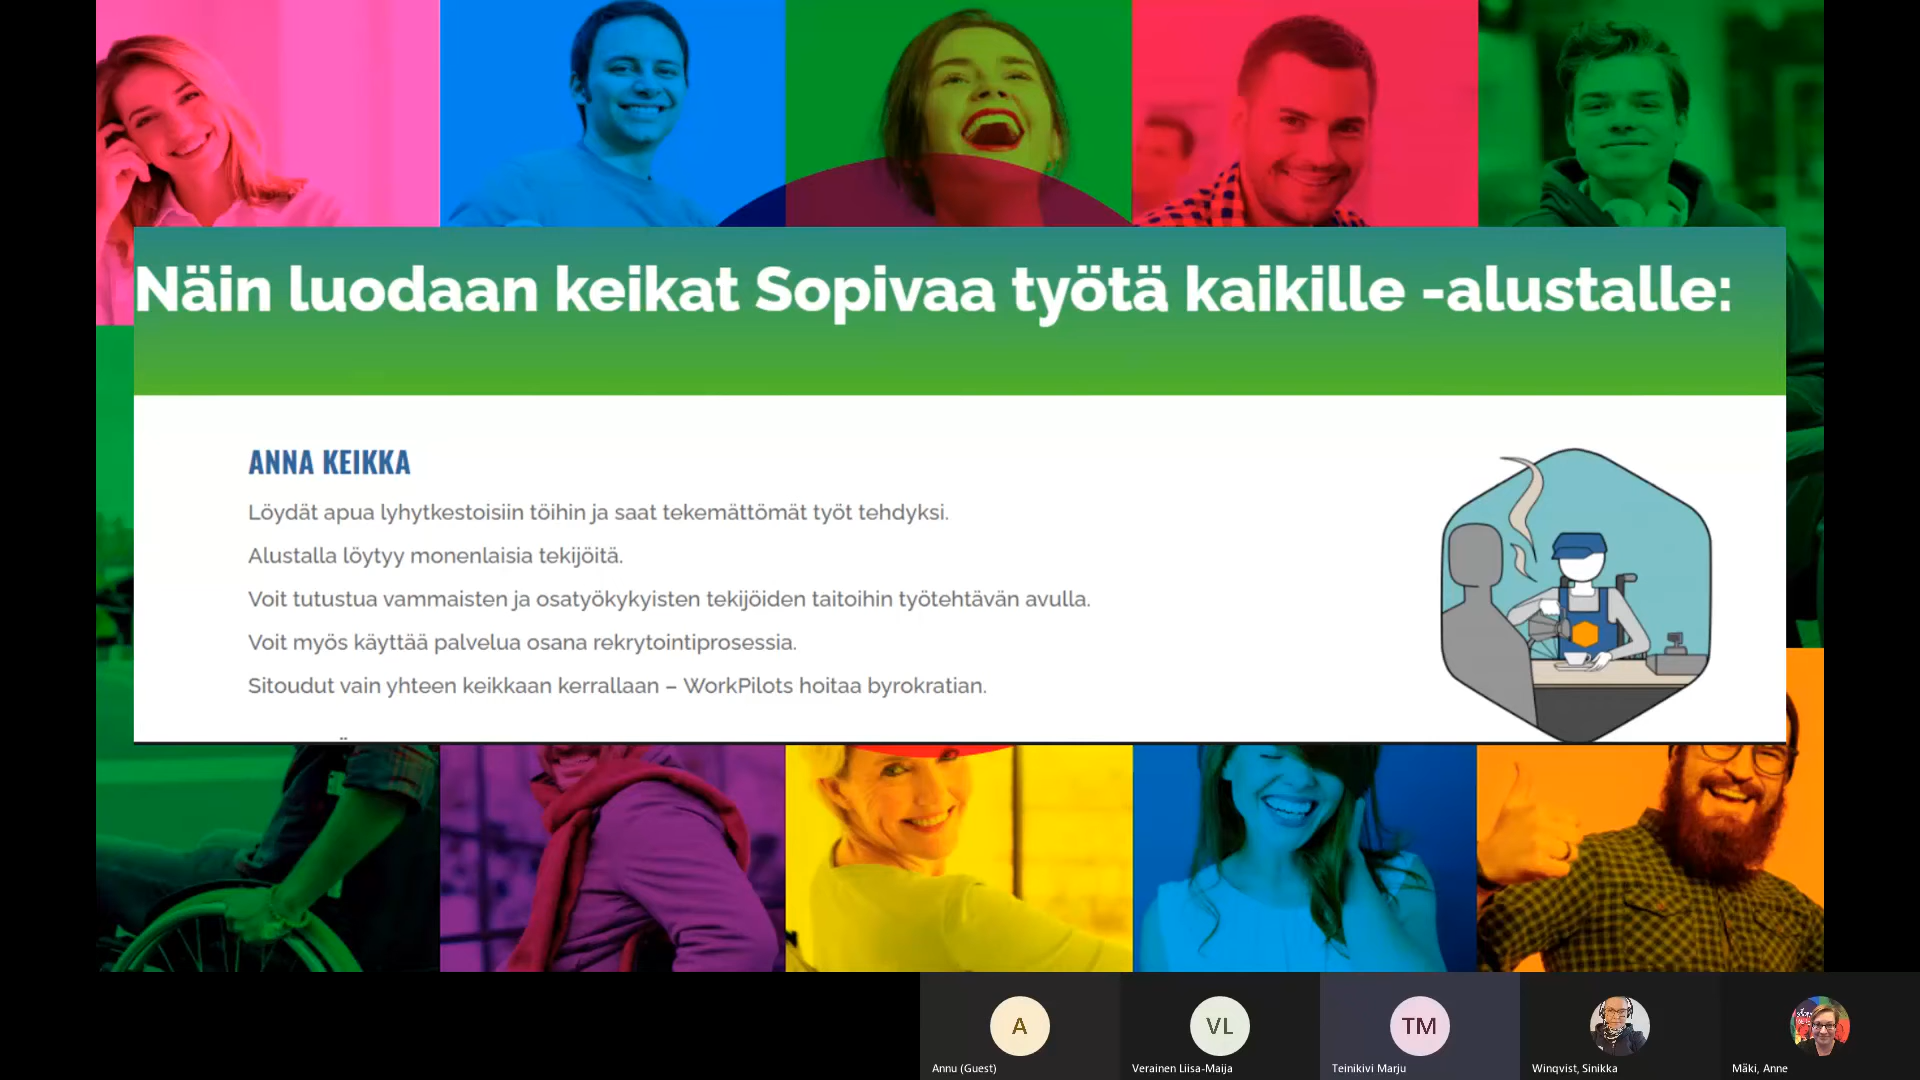 Näin luodaan keikat Sopivaa työtä kaikille -alustalle:
ANNA KEIKKA
Löydät apua lyhytkestoisiin töihin ja saat tekemättömät työt tehdyksi.
Alustalla löytyy monenlaisia tekijöitä.
Voit tutustua vammaisten ja osatyökykyisten tekijöiden taitoihin työtehtävän avulla.
Voit myös käyttää palvelua osana rekrytointiprosessia.
Sitoudut vain yhteen keikkaan kerrallaan – WorkPilots hoitaa byrokratian.
A
VL
TM
Annu (Guest)
Verainen Liisa-Maija
Teinikivi Marju
Winqvist, Sinikka
Mäki, Anne